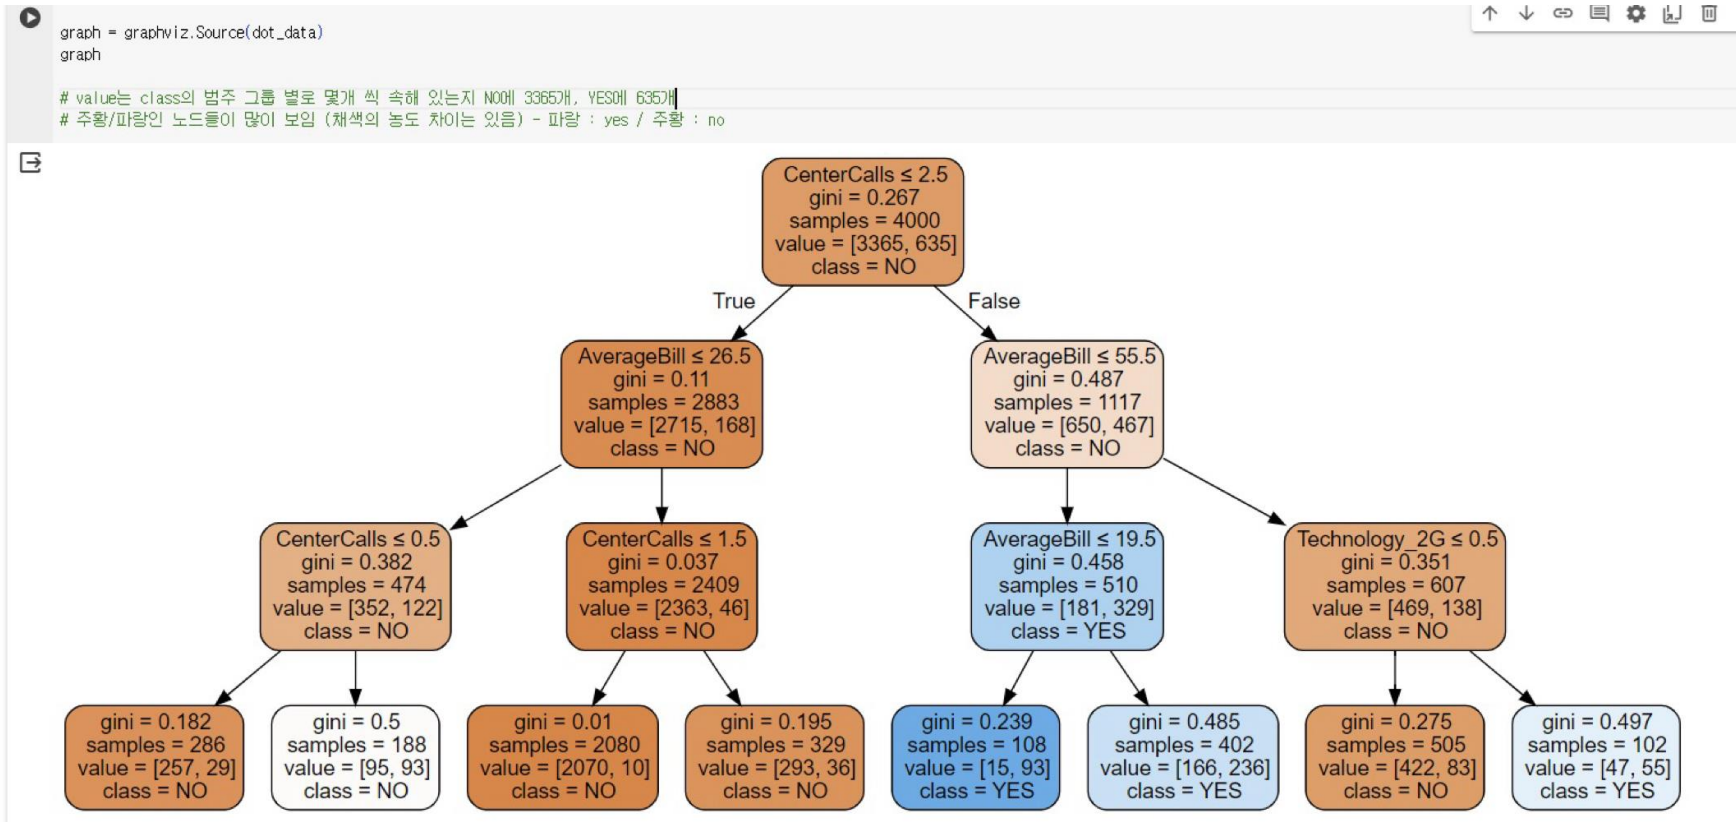 graph = graphviz.Source(dot_data)
graph
# value는 class의 범주 그룹 별로 몇개 씩 속해 있는지 NO에 3365개, YES에 635개
# 주황/파랑인 노드들이 많이 보임 (채색의 농도 차이는 있음) - 파랑 : yes / 주황 : no
CenterCalls ≤ 2.5
gini = 0.267
samples = 4000
value = [3365, 635]
class = NO
True
False
AverageBill ≤ 26.5
gini = 0.11
samples = 2883
value = [2715, 168]
class = NO
AverageBill ≤ 55.5
gini = 0.487
samples = 1117
value = [650, 467]
class = NO
CenterCalls ≤ 0.5
gini = 0.382
samples = 474
value = [352, 122]
class = NO
CenterCalls ≤ 1.5
gini = 0.037
samples = 2409
value = [2363, 46]
class = NO
AverageBill ≤ 19.5
gini = 0.458
samples = 510
value = [181, 329]
class = YES
Technology_2G ≤ 0.5
gini = 0.351
samples = 607
value = [469, 138]
class = NO
gini = 0.182
samples = 286
value = [257, 29]
class = NO
gini = 0.5
samples = 188
value = [95, 93]
class = NO
gini = 0.01
samples = 2080
value = [2070, 10]
class = NO
gini = 0.195
samples = 329
value = [293, 36]
class = NO
gini = 0.239
samples = 108
value = [15, 93]
class = YES
gini = 0.485
samples = 402
value = [166, 236]
class = YES
gini = 0.275
samples = 505
value = [422, 83]
class = NO
gini = 0.497
samples = 102
value = [47, 55]
class = YES